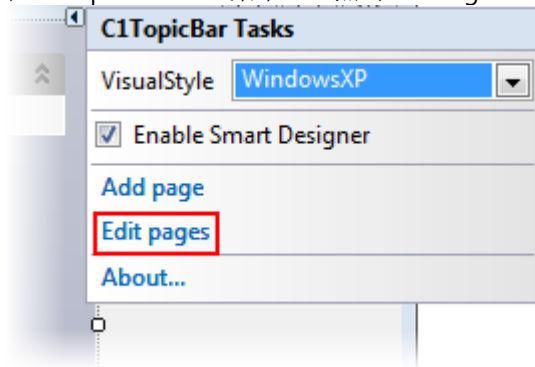 C1TopicBar Tasks
VisualStyle WindowsXP
Enable Smart Designer
Add page
Edit pages
About...